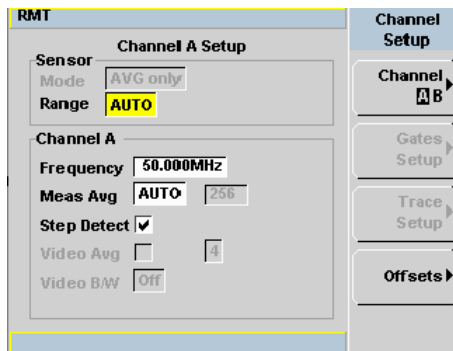 RMT
Channel A Setup
Sensor
Mode AVG only
Range AUTO
Channel A
Frequency 50.000MHz
Meas Avg AUTO 256
Step Detect
Video Avg 4
Video B/W Off
Channel
Setup
Channel
A B
Gates
Setup
Trace
Setup
Offsets